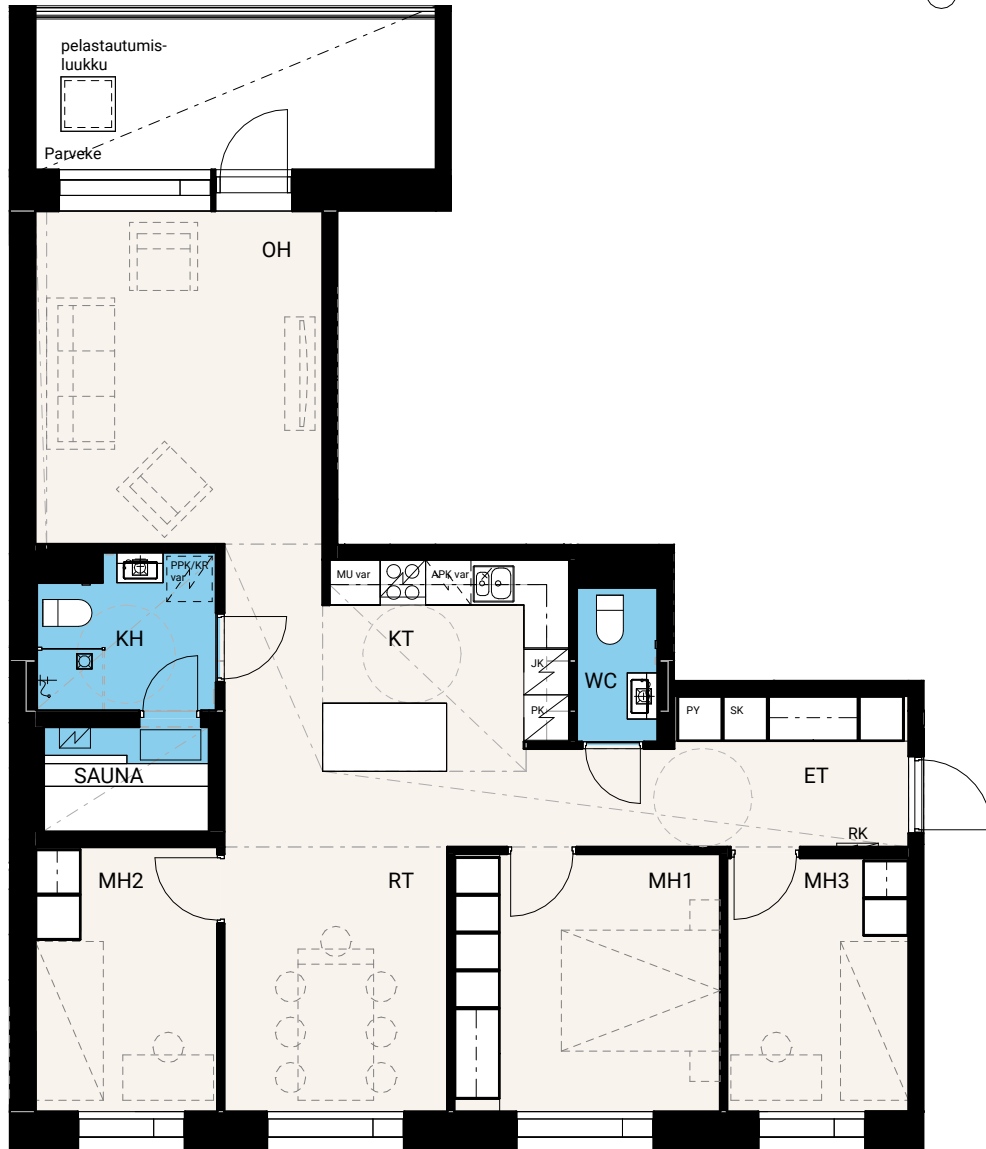 pelastautumis-
luukku
Parveke
OH
PPK/KR
var
MU var
APK var
KH
KT
JK
WC
PK
PY
SK
SAUNA
ET
RK
MH2
RT
MH1
MH3